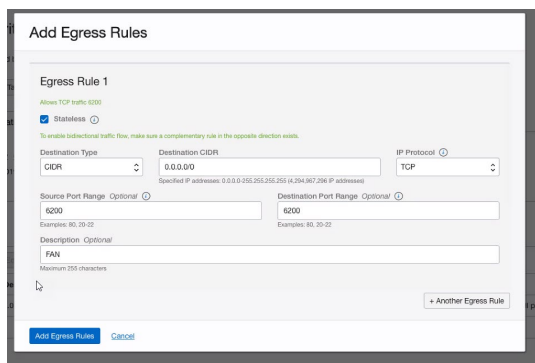 Add Egress Rules
Egress Rule 1
Allows TCP traffic 6200
Stateless
To enable bidirectional traffic flow, make sure a complementary rule in the opposite direction exists.
Destination Type Destination CIDR IP Protocol
CIDR 0.0.0.0/0 TCP
Specified IP addresses: 0.0.0.0-255.255.255.255 (4,294,967,296 IP addresses)
Source Port Range Optional Destination Port Range Optional
6200 6200
Examples: 80, 20-22 Examples: 80, 20-22
Description Optional
FAN
Maximum 255 characters
+ Another Egress Rule
Add Egress Rules Cancel